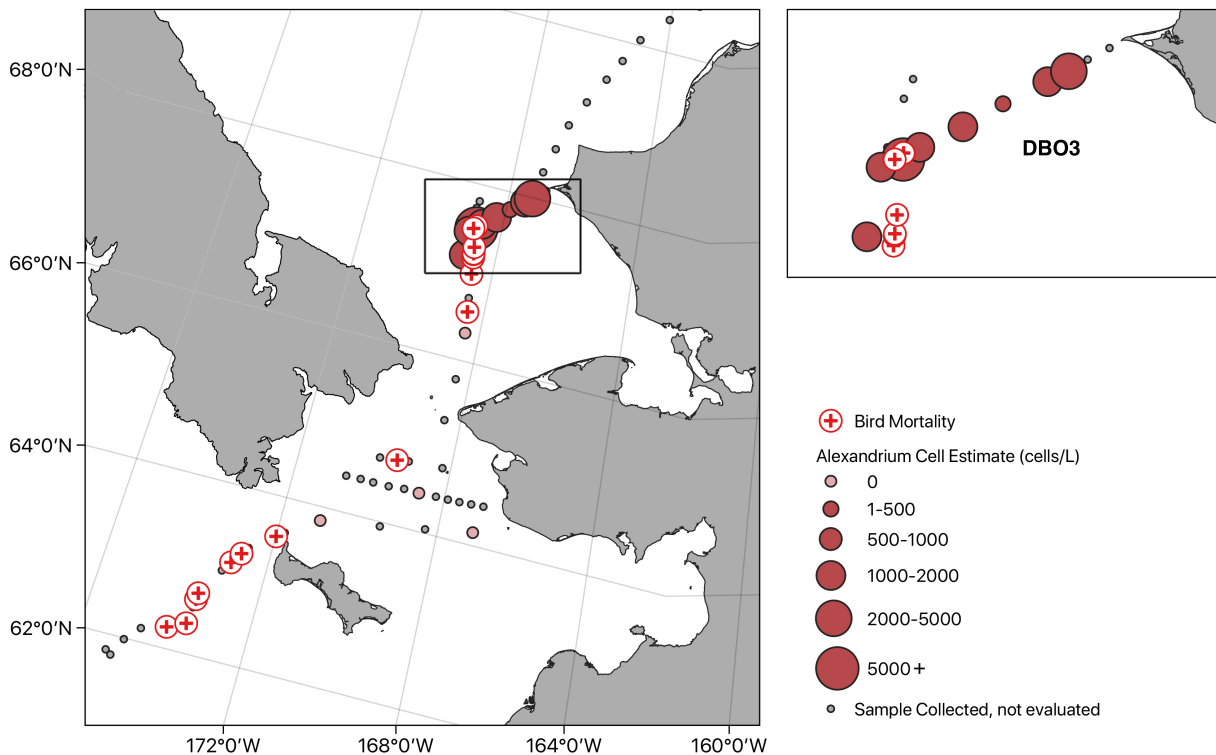 68°0′N
66°0′N
64°0′N
62°0′N
172°0′W
168°0′W
164°0′W
160°0′W
DBO3
Bird Mortality
Alexandrium Cell Estimate (cells/L)
0
1-500
500-1000
1000-2000
2000-5000
5000+
Sample Collected, not evaluated